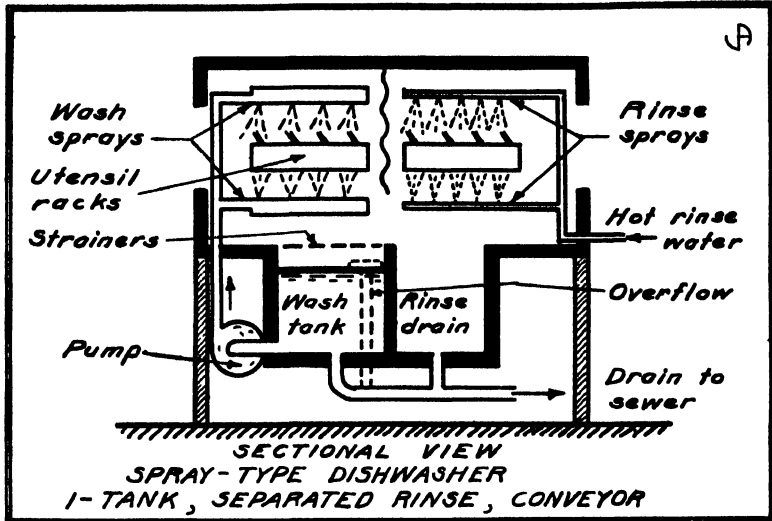 Wash
sprays
Rinse
sprays
Utensil
racks
Strainers
Hot rinse
water
Wash
tank
Rinse
drain
Overflow
Pump
Drain to
sewer
SECTIONAL VIEW
SPRAY-TYPE DISHWASHER
1-TANK, SEPARATED RINSE, CONVEYOR